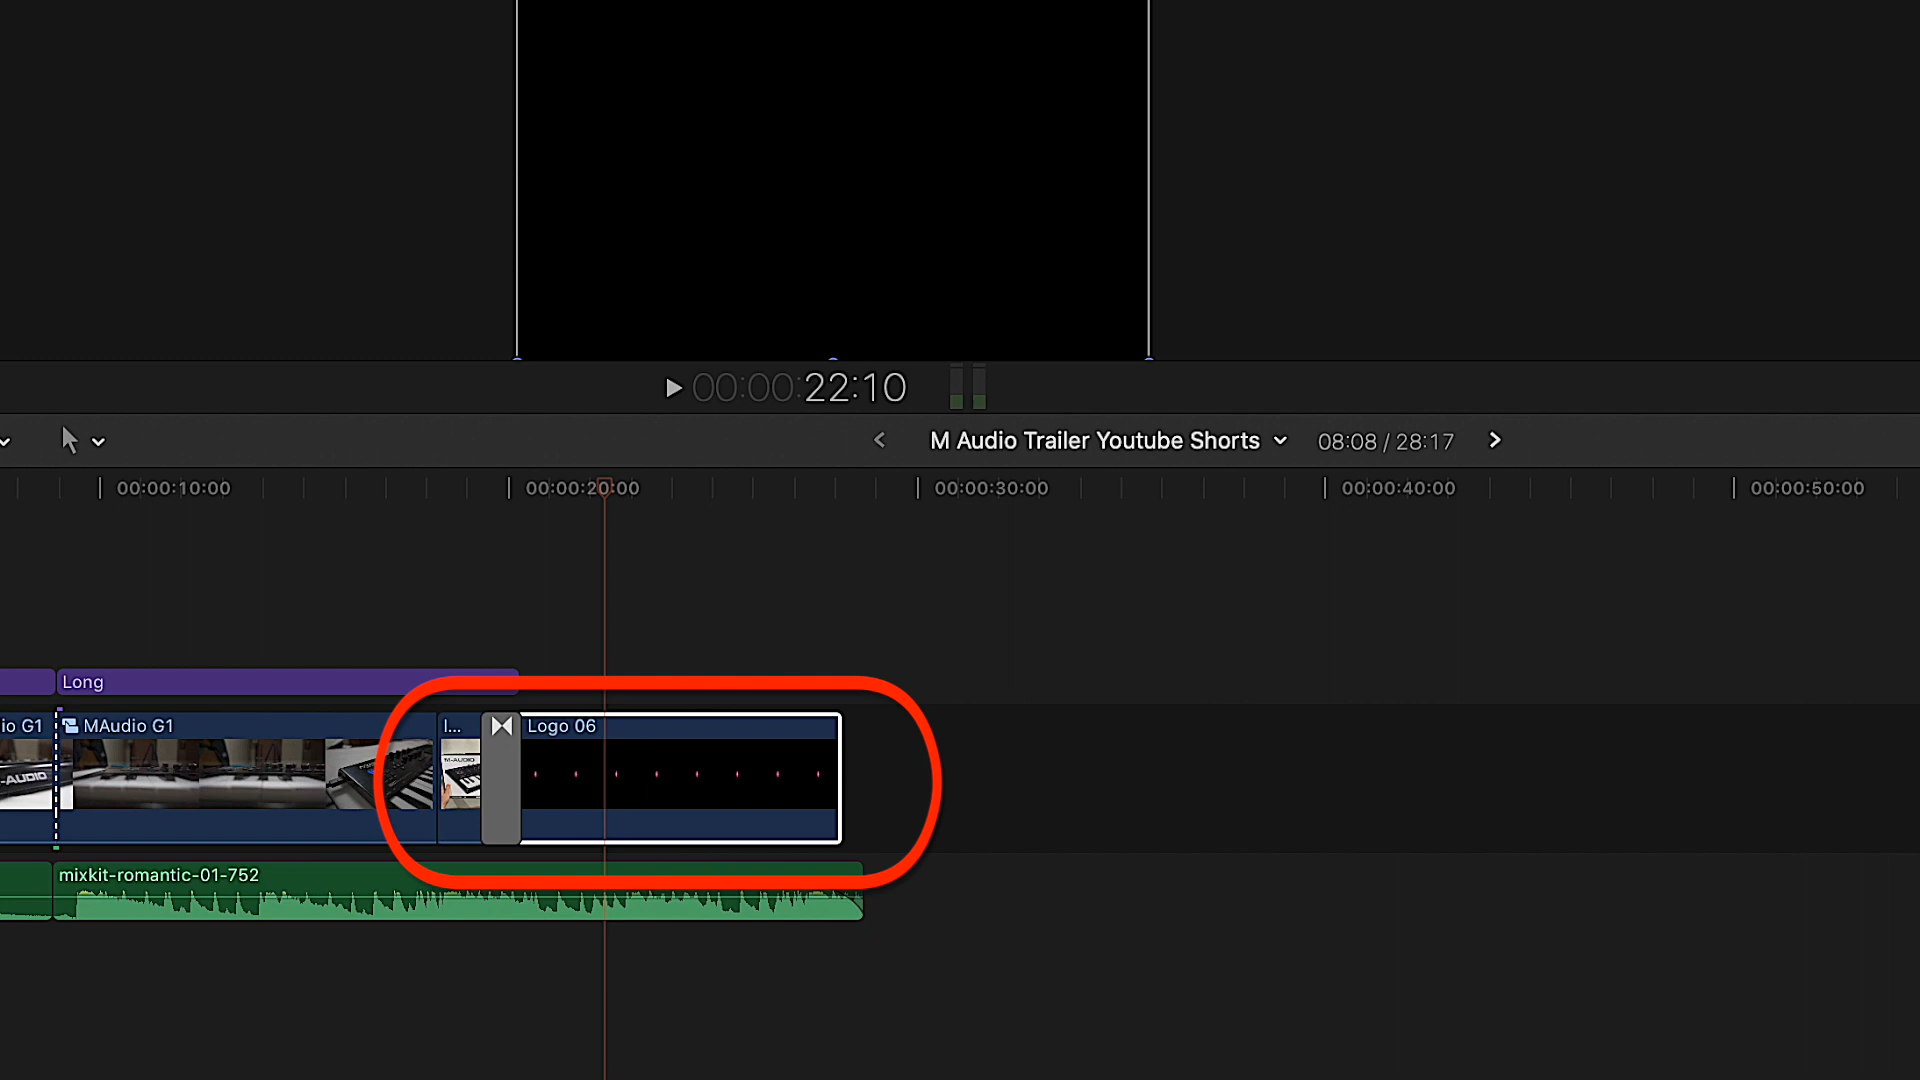 00:00:22:10
M Audio Trailer Youtube Shorts
08:08 / 28:17
00:00:10:00
00:00:20:00
00:00:30:00
00:00:40:00
00:00:50:00
Long
io G1
MAudio G1
I...
Logo 06
-AUDIO
M-AUDIO
mixkit-romantic-01-752